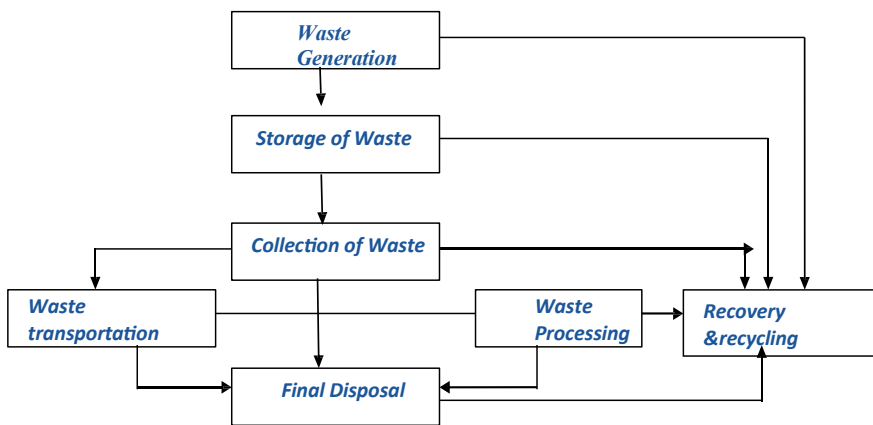 Waste
Generation
Storage of Waste
Collection of Waste
Waste
transportation
Waste
Processing
Recovery
&recycling
Final Disposal